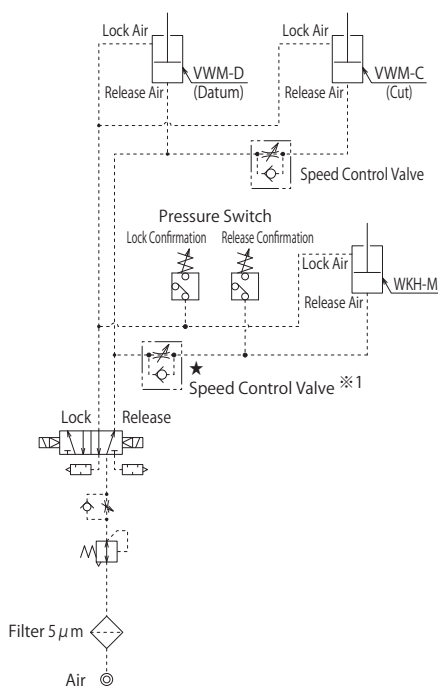 Lock Air
Lock Air
VWM-D
(Datum)
VWM-C
(Cut)
Release Air
Release Air
Speed Control Valve
Pressure Switch
Lock Confirmation
Release Confirmation
Lock Air
WKH-M
Release Air
★
Speed Control Valve ※1
Lock
Release
Filter 5μm
Air